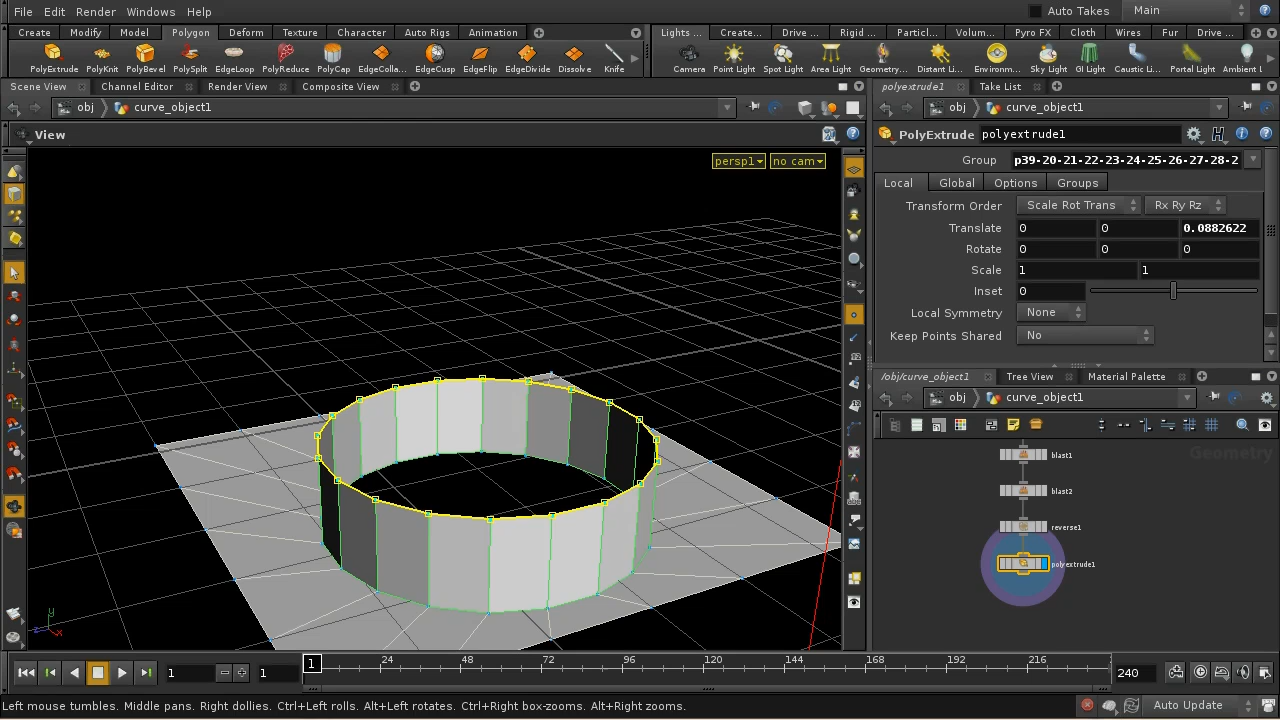 File Edit Render Windows Help Auto Takes Main
Create Modify Model Polygon Deform Texture Character Auto Rigs Animation Lights ... Create... Drive ... Rigid ... Particl... Volum... Pyro FX Cloth Wires Fur Drive ...
PolyExtrude PolyKnit PolyBevel PolySplit EdgeLoop PolyReduce PolyCap EdgeColla... EdgeCusp EdgeFlip EdgeDivide Dissolve Knife Camera Point Light Spot Light Area Light Geometry... Distant Li... Environm... Sky Light GI Light Caustic Li... Portal Light Ambient L
Scene View Channel Editor Render View Composite View polyextrude1 Take List
obj curve_object1 obj curve_object1
View
PolyExtrude polyextrude1
persp1 no cam
Group p39-20-21-22-23-24-25-26-27-28-2
Local Global Options Groups
Transform Order Scale Rot Trans Rx Ry Rz
Translate 0 0 0.0882622
Rotate 0 0 0
Scale 1 1
Inset 0
Local Symmetry None
Keep Points Shared No
/obj/curve_object1 Tree View Material Palette
obj curve_object1
Geometry
blast1
blast2
reverse1
polyextrude1
y
z x
1 1 1 24 48 72 96 120 144 168 192 216 240
Left mouse tumbles. Middle pans. Right dollies. Ctrl+Left rolls. Alt+Left rotates. Ctrl+Right box-zooms. Alt+Right zooms. Auto Update